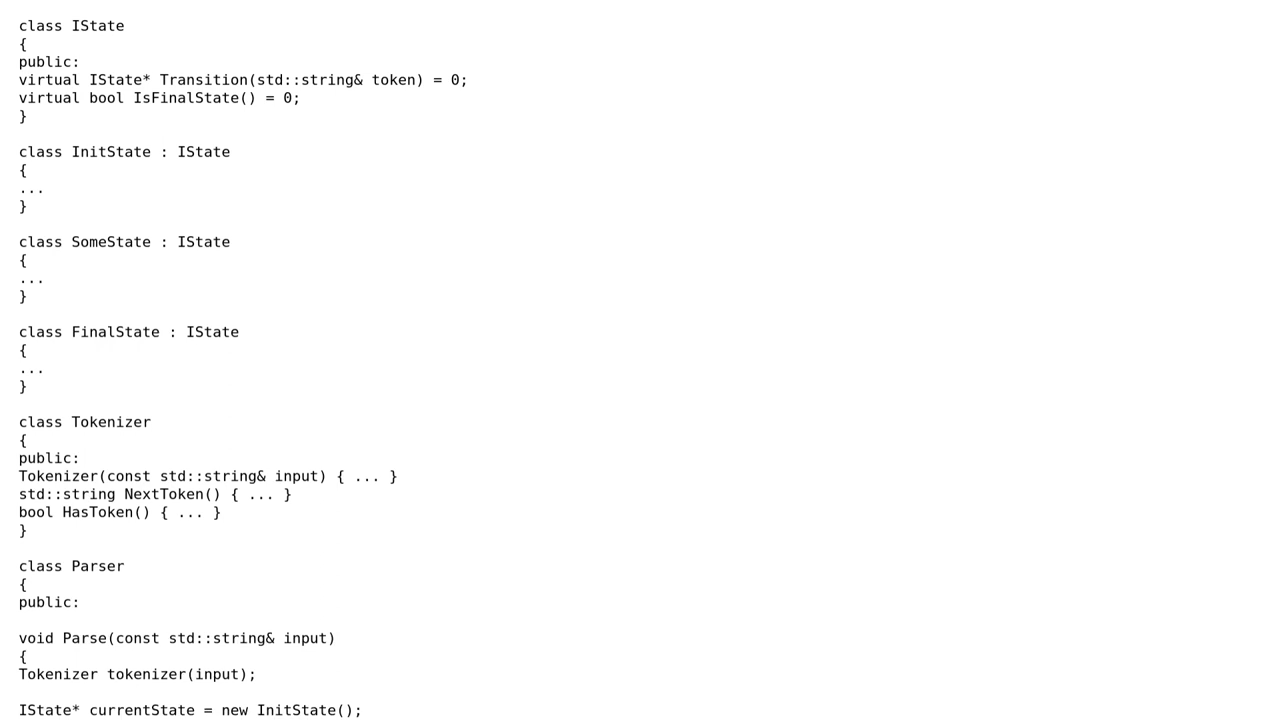 class IState
{
public:
virtual IState* Transition(std::string& token) = 0;
virtual bool IsFinalState() = 0;
}

class InitState : IState
{
...
}

class SomeState : IState
{
...
}

class FinalState : IState
{
...
}

class Tokenizer
{
public:
Tokenizer(const std::string& input) { ... }
std::string NextToken() { ... }
bool HasToken() { ... }
}

class Parser
{
public:

void Parse(const std::string& input)
{
Tokenizer tokenizer(input);

IState* currentState = new InitState();